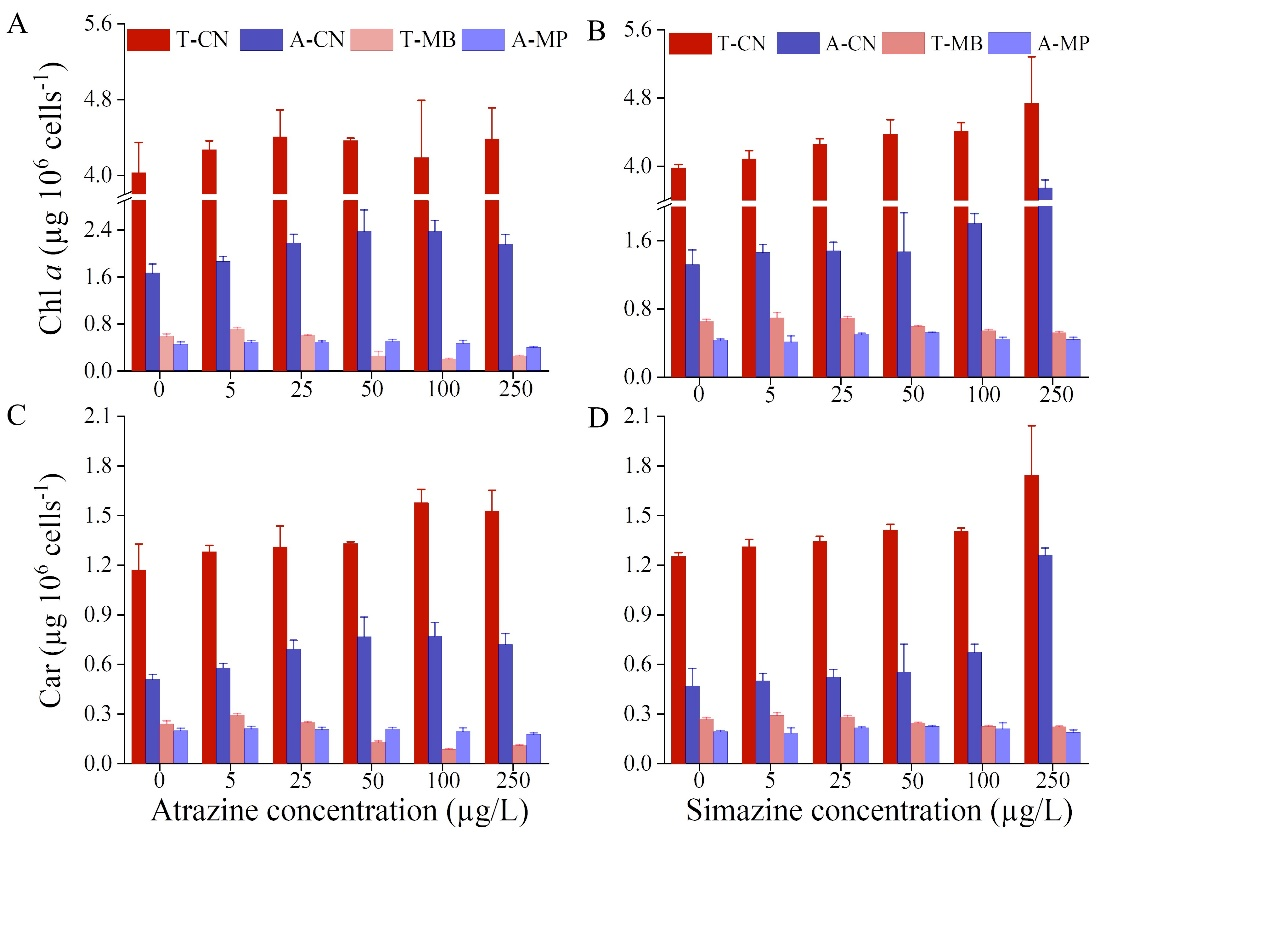 A
5.6
T-CN A-CN T-MB A-MP
4.8
4.0
2.4
1.6
0.8
0.0
Chl a (µg 10⁶ cells⁻¹)
0 5 25 50 100 250
B
5.6
T-CN A-CN T-MB A-MP
4.8
4.0
1.6
0.8
0.0
0 5 25 50 100 250
C
2.1
1.8
1.5
1.2
0.9
0.6
0.3
0.0
Car (µg 10⁶ cells⁻¹)
0 5 25 50 100 250
Atrazine concentration (µg/L)
D
2.1
1.8
1.5
1.2
0.9
0.6
0.3
0.0
0 5 25 50 100 250
Simazine concentration (µg/L)